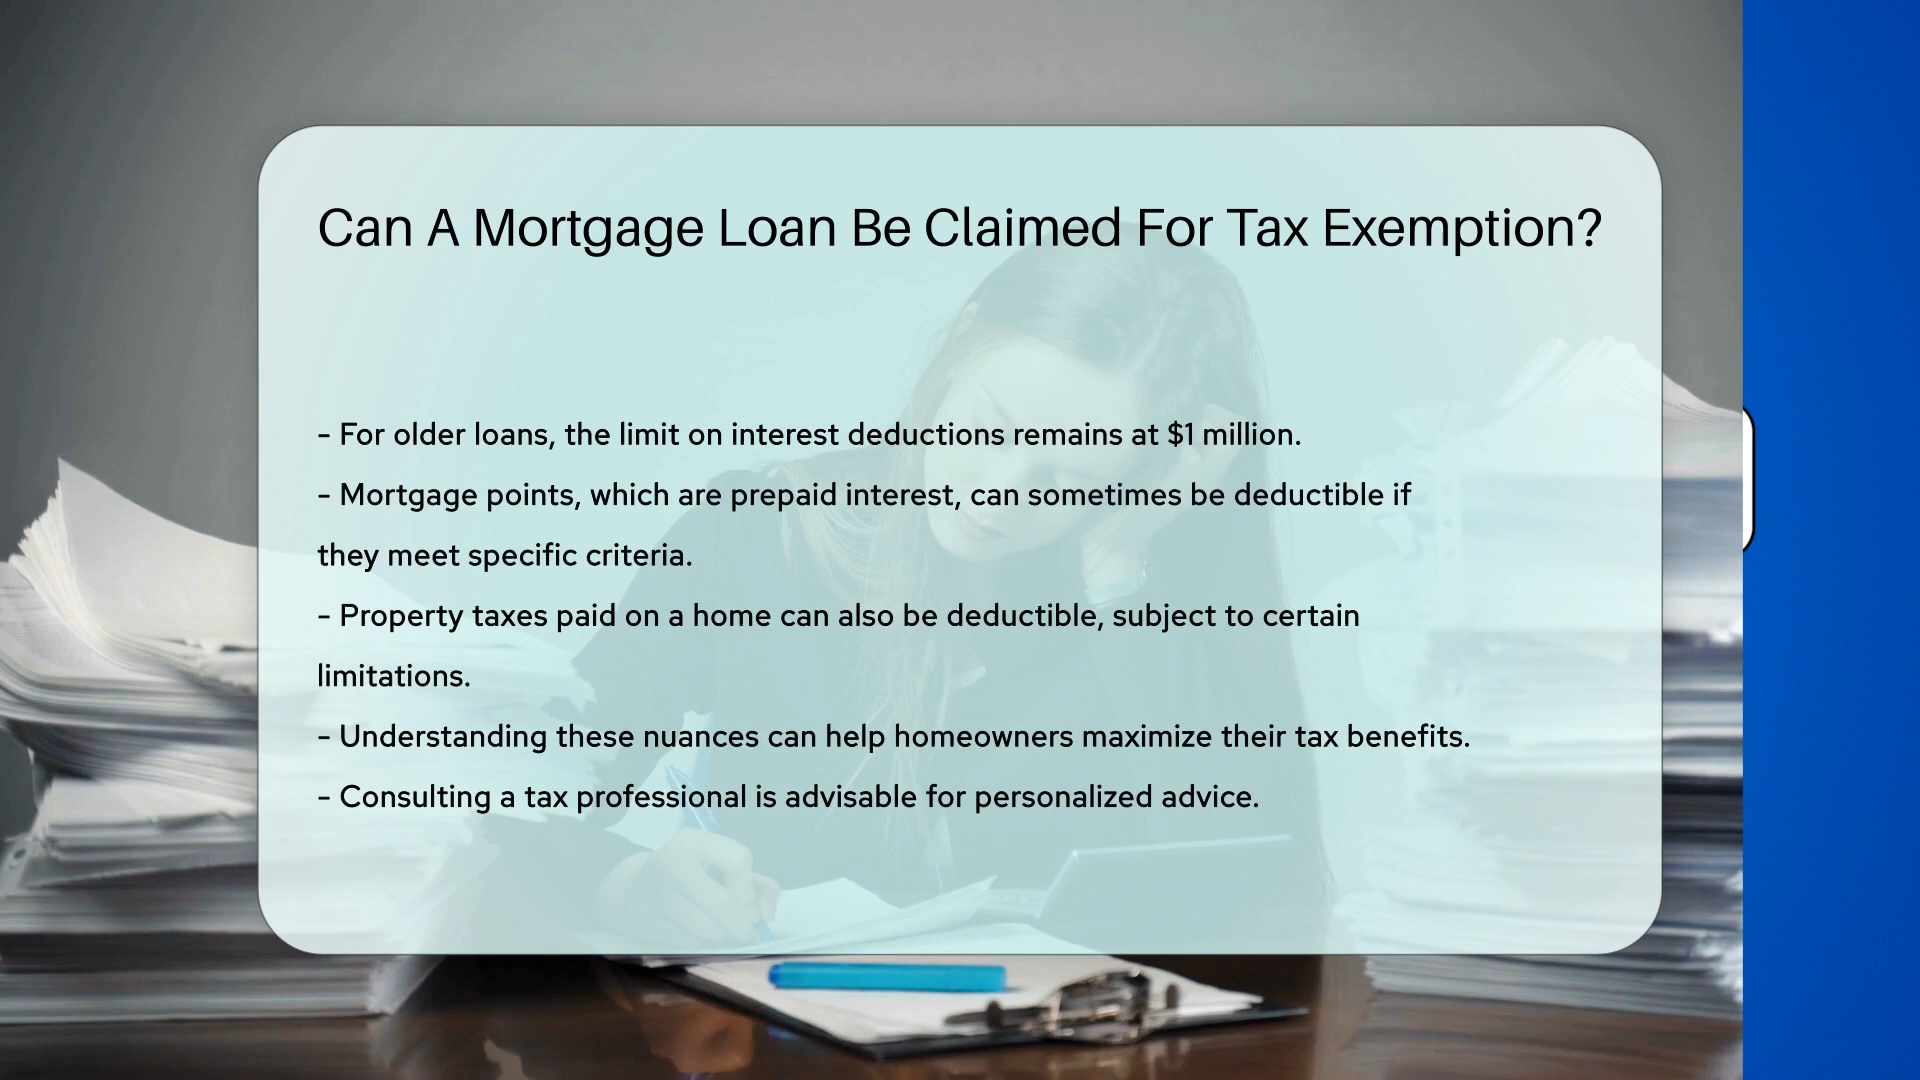 Can A Mortgage Loan Be Claimed For Tax Exemption?
- For older loans, the limit on interest deductions remains at $1 million.
- Mortgage points, which are prepaid interest, can sometimes be deductible if
they meet specific criteria.
- Property taxes paid on a home can also be deductible, subject to certain
limitations.
- Understanding these nuances can help homeowners maximize their tax benefits.
- Consulting a tax professional is advisable for personalized advice.